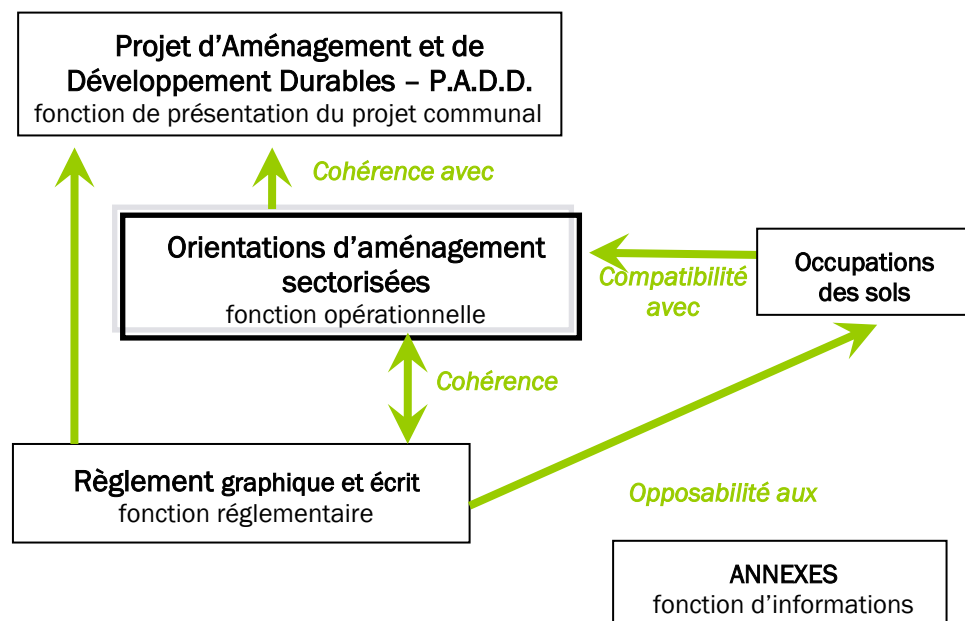 Projet d’Aménagement et de
Développement Durables – P.A.D.D.
fonction de présentation du projet communal
Cohérence avec
Orientations d’aménagement
sectorisées
fonction opérationnelle
Compatibilité
avec
Occupations
des sols
Cohérence
Règlement graphique et écrit
fonction réglementaire
Opposabilité aux
ANNEXES
fonction d’informations